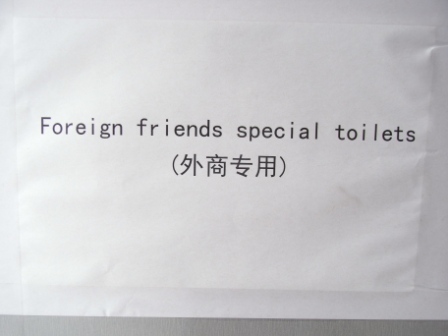 Foreign friends special toilets
(外商专用)